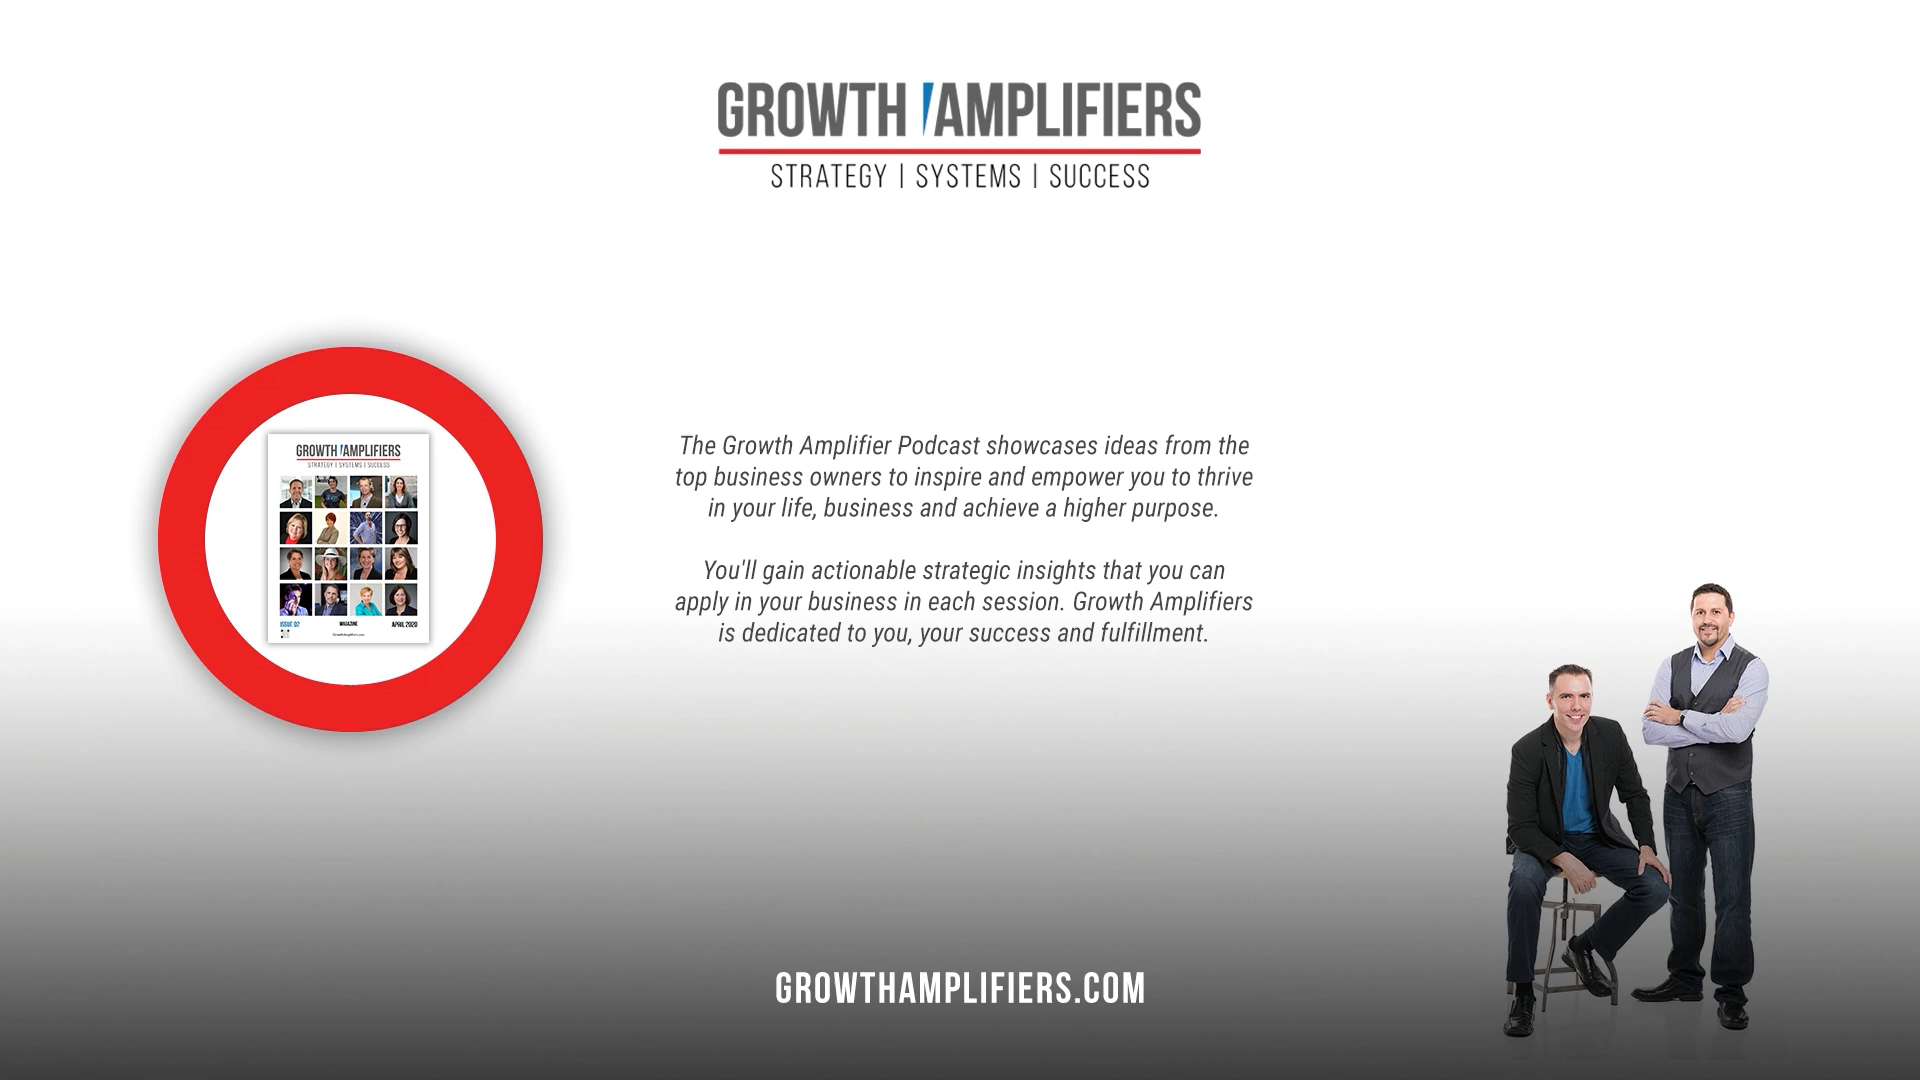 GROWTH AMPLIFIERS
STRATEGY | SYSTEMS | SUCCESS
GROWTH AMPLIFIERS
STRATEGY | SYSTEMS | SUCCESS
ISSUE 02 MAGAZINE APRIL 2020
GrowthAmplifiers.com
The Growth Amplifier Podcast showcases ideas from the
top business owners to inspire and empower you to thrive
in your life, business and achieve a higher purpose.
You'll gain actionable strategic insights that you can
apply in your business in each session. Growth Amplifiers
is dedicated to you, your success and fulfillment.
GROWTHAMPLIFIERS.COM